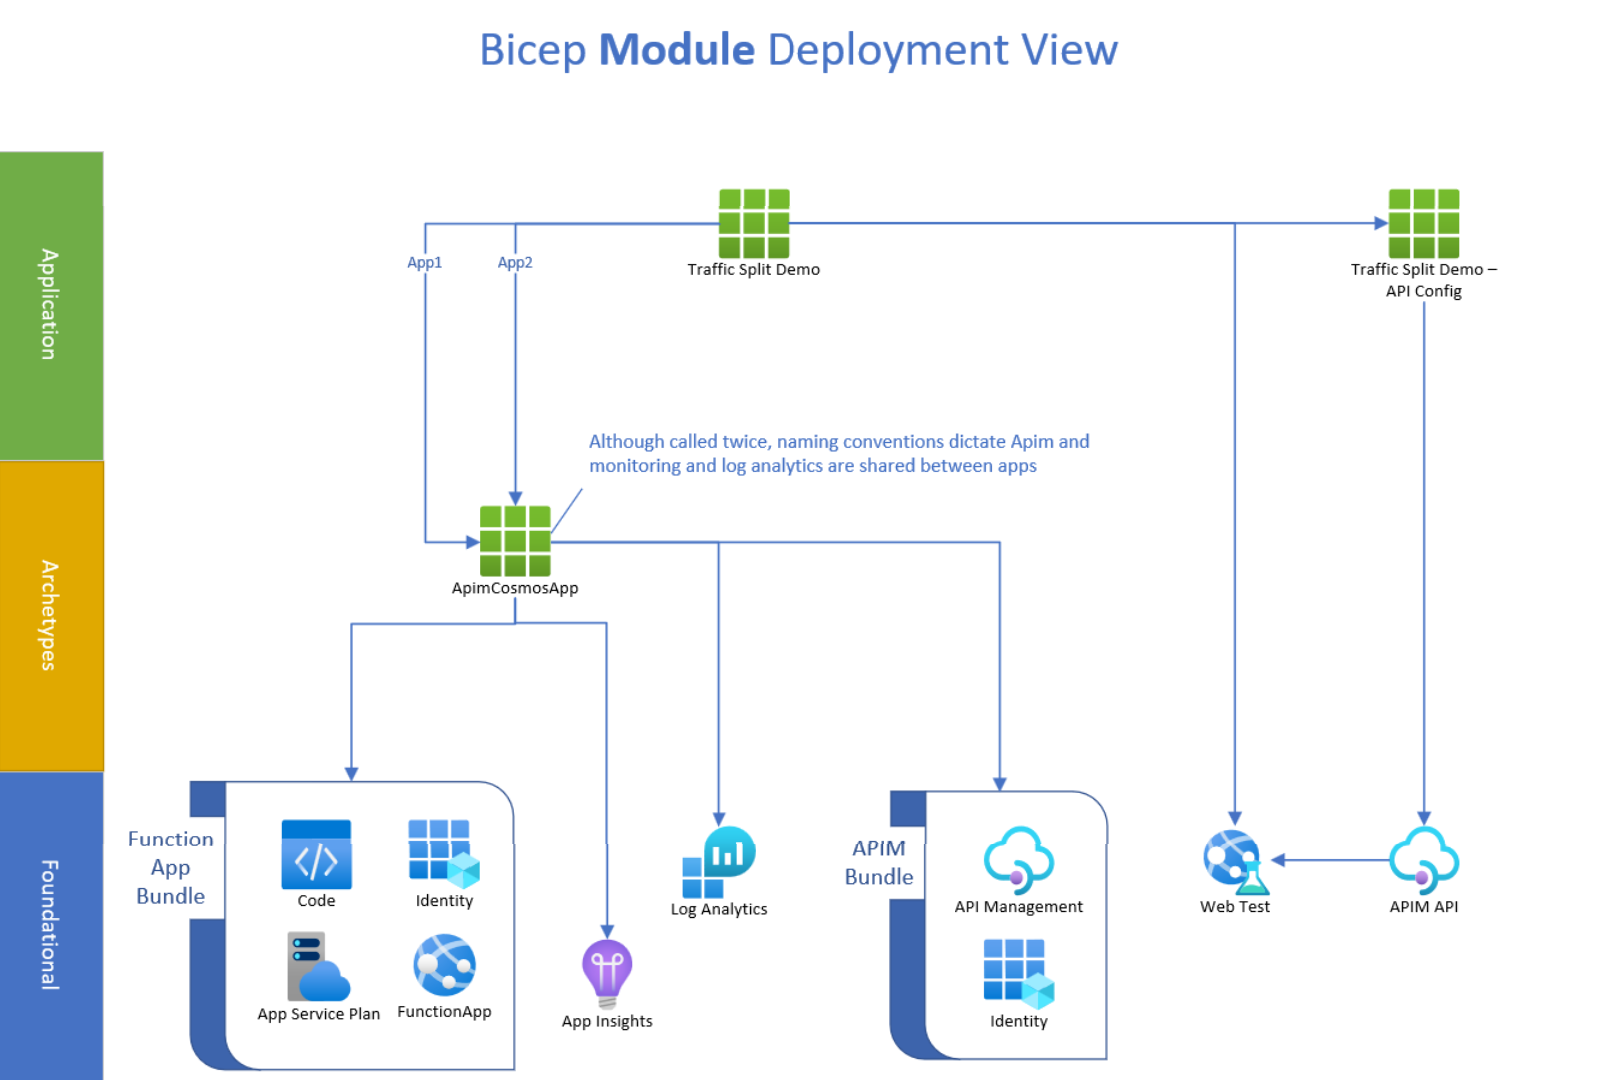 Bicep Module Deployment View
Application
Traffic Split Demo
Traffic Split Demo –
API Config
App1
App2
Although called twice, naming conventions dictate Apim and
monitoring and log analytics are shared between apps
Archetypes
ApimCosmosApp
Foundational
Function
App
Bundle
Code
Identity
App Service Plan
FunctionApp
App Insights
Log Analytics
APIM
Bundle
API Management
Identity
Web Test
APIM API